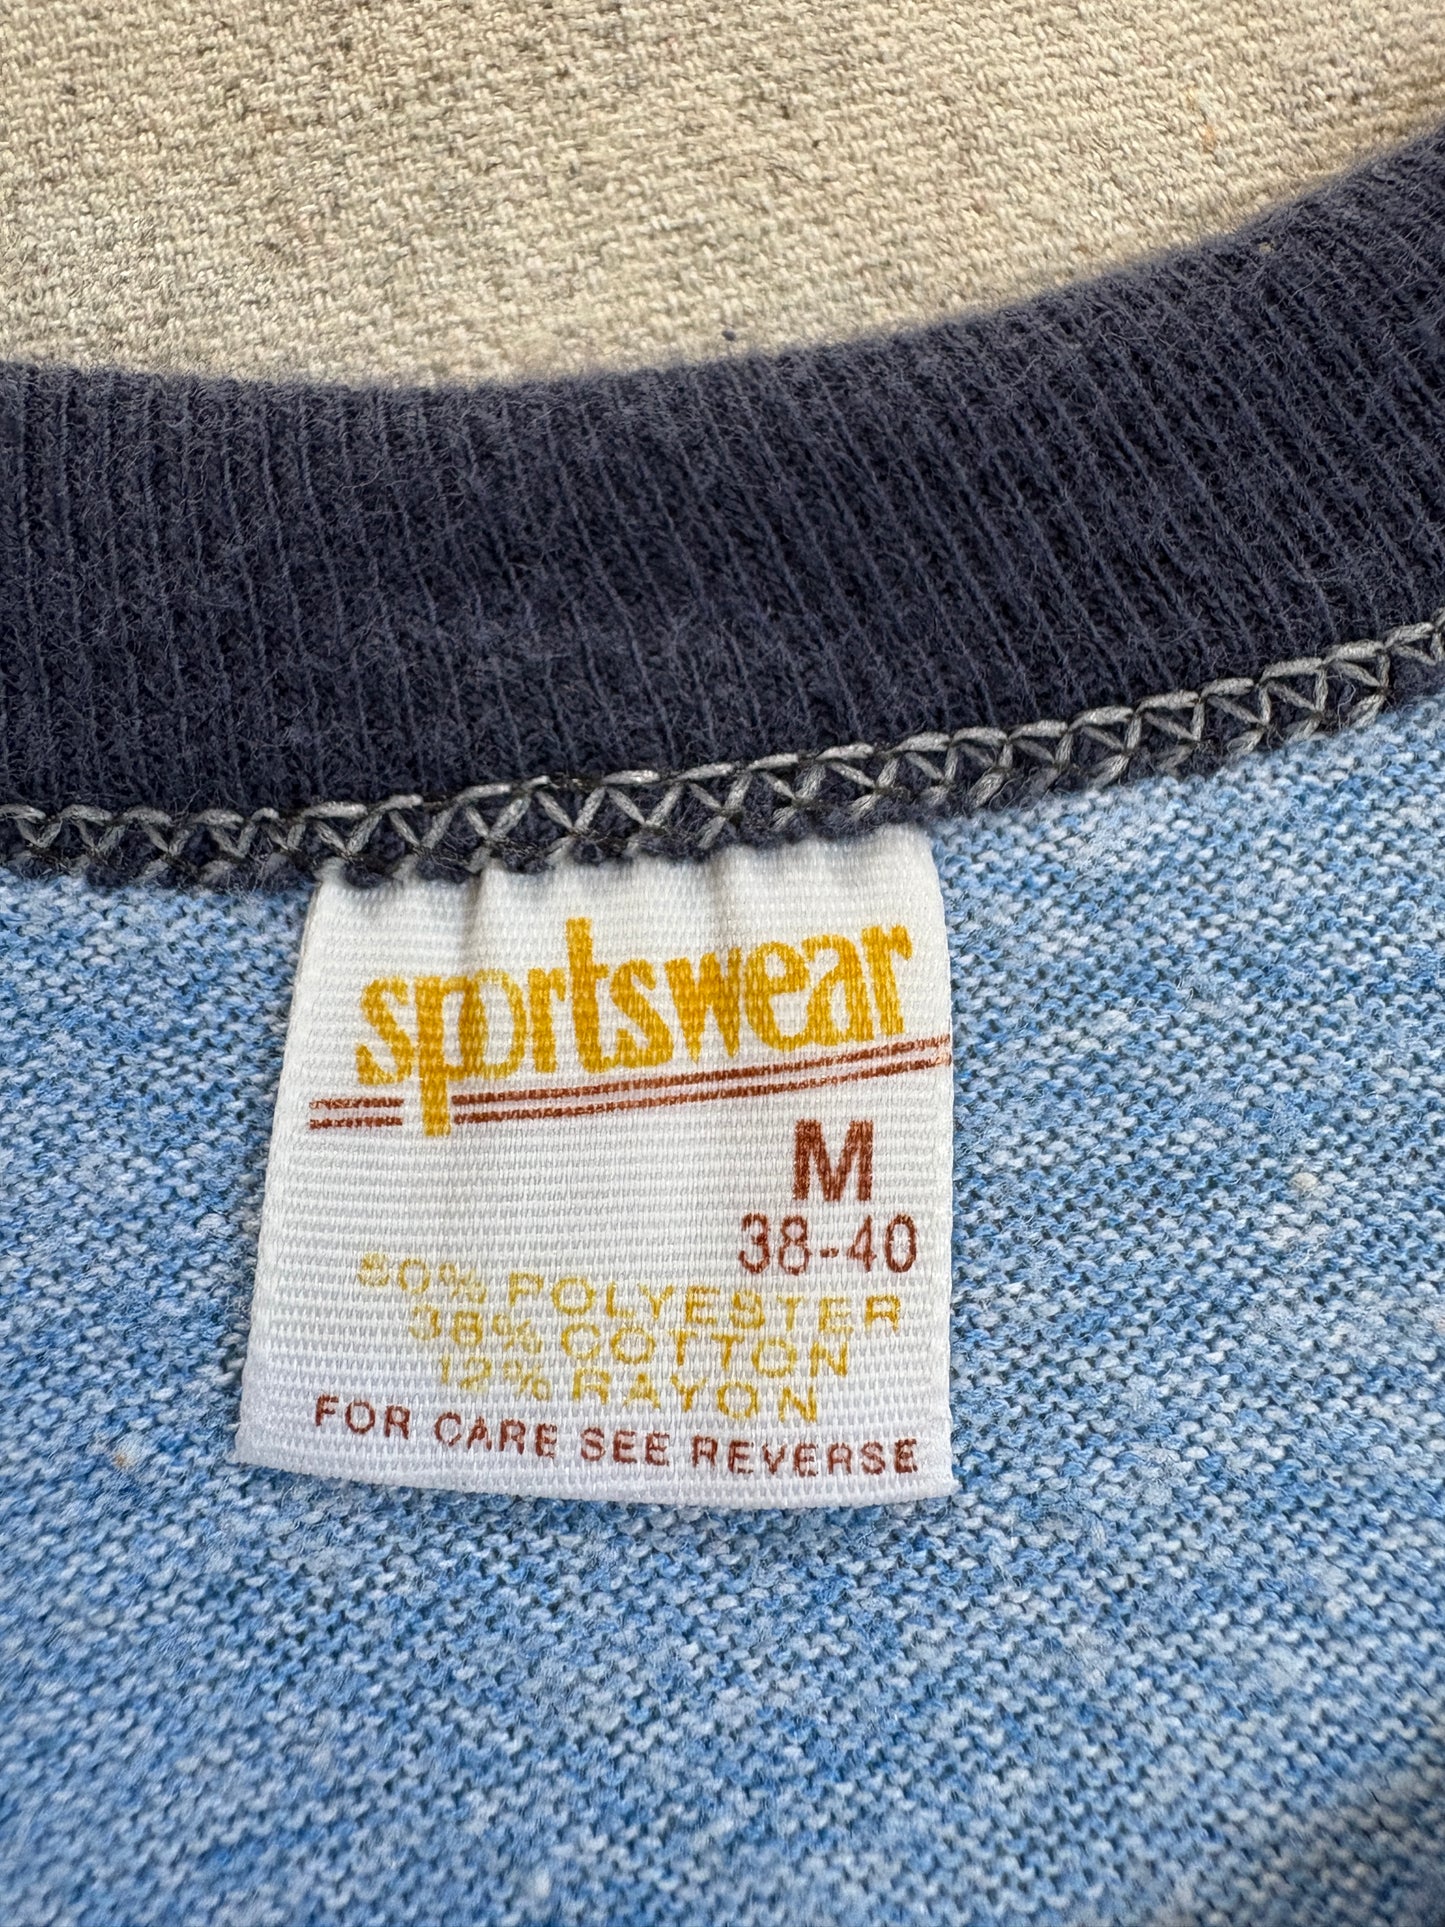 sportswear
M
38-40
50% POLYESTER
38% COTTON
12% RAYON
FOR CARE SEE REVERSE